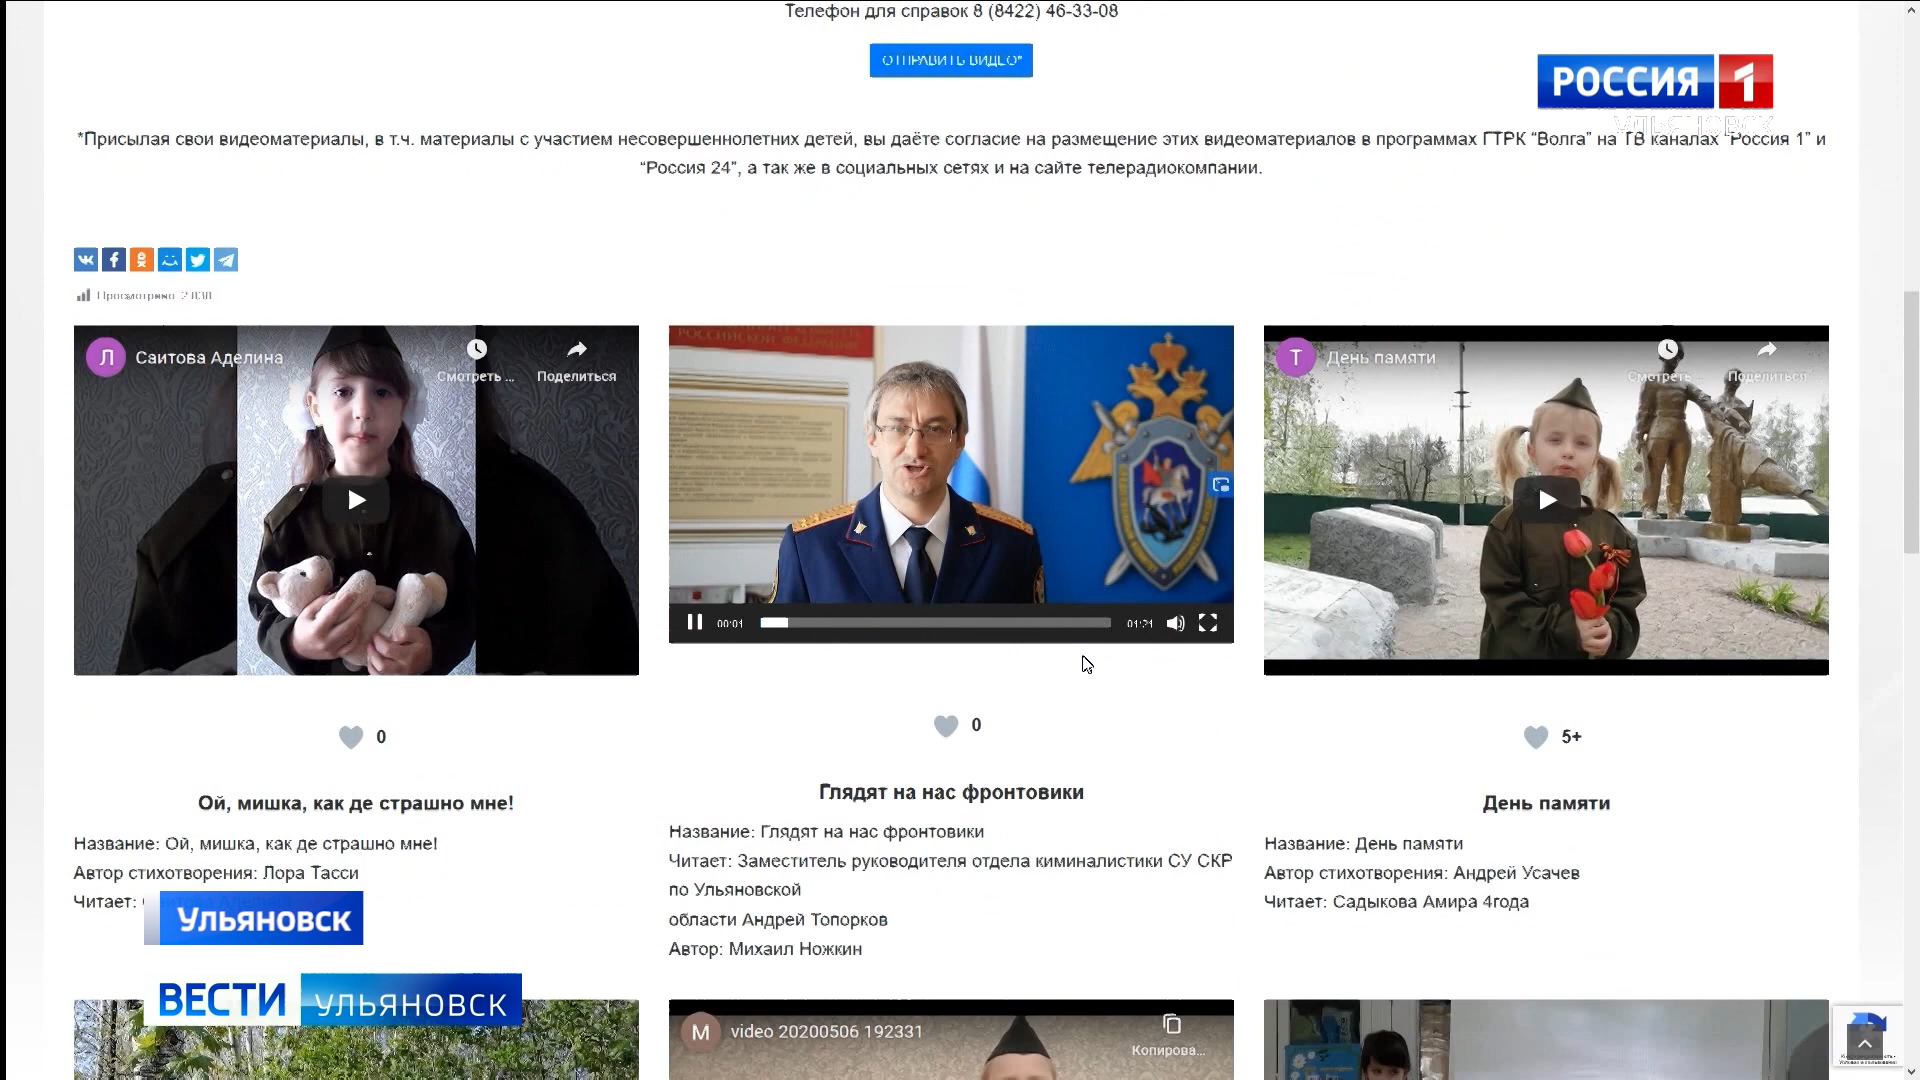 Телефон для справок 8 (8422) 46-33-08
ОТПРАВИТЬ ВИДЕО*
РОССИЯ 1
УЛЬЯНОВСК
*Присылая свои видеоматериалы, в т.ч. материалы с участием несовершеннолетних детей, вы даёте согласие на размещение этих видеоматериалов в программах ГТРК “Волга” на ТВ каналах “Россия 1” и
“Россия 24”, а так же в социальных сетях и на сайте телерадиокомпании.
Просмотрено
Л Саитова Аделина
Смотреть ...
Поделиться
РОССИЙСКОЙ ФЕДЕРАЦИИ
00:01
01:21
Т День памяти
Смотреть ...
Поделиться
0
0
5+
Ой, мишка, как де страшно мне!
Название: Ой, мишка, как де страшно мне!
Автор стихотворения: Лора Тасси
Читает:
Глядят на нас фронтовики
Название: Глядят на нас фронтовики
Читает: Заместитель руководителя отдела киминалистики СУ СКР
по Ульяновской
области Андрей Топорков
Автор: Михаил Ножкин
День памяти
Название: День памяти
Автор стихотворения: Андрей Усачев
Читает: Садыкова Амира 4года
Ульяновск
ВЕСТИ УЛЬЯНОВСК
М video 20200506 192331
Копирова...